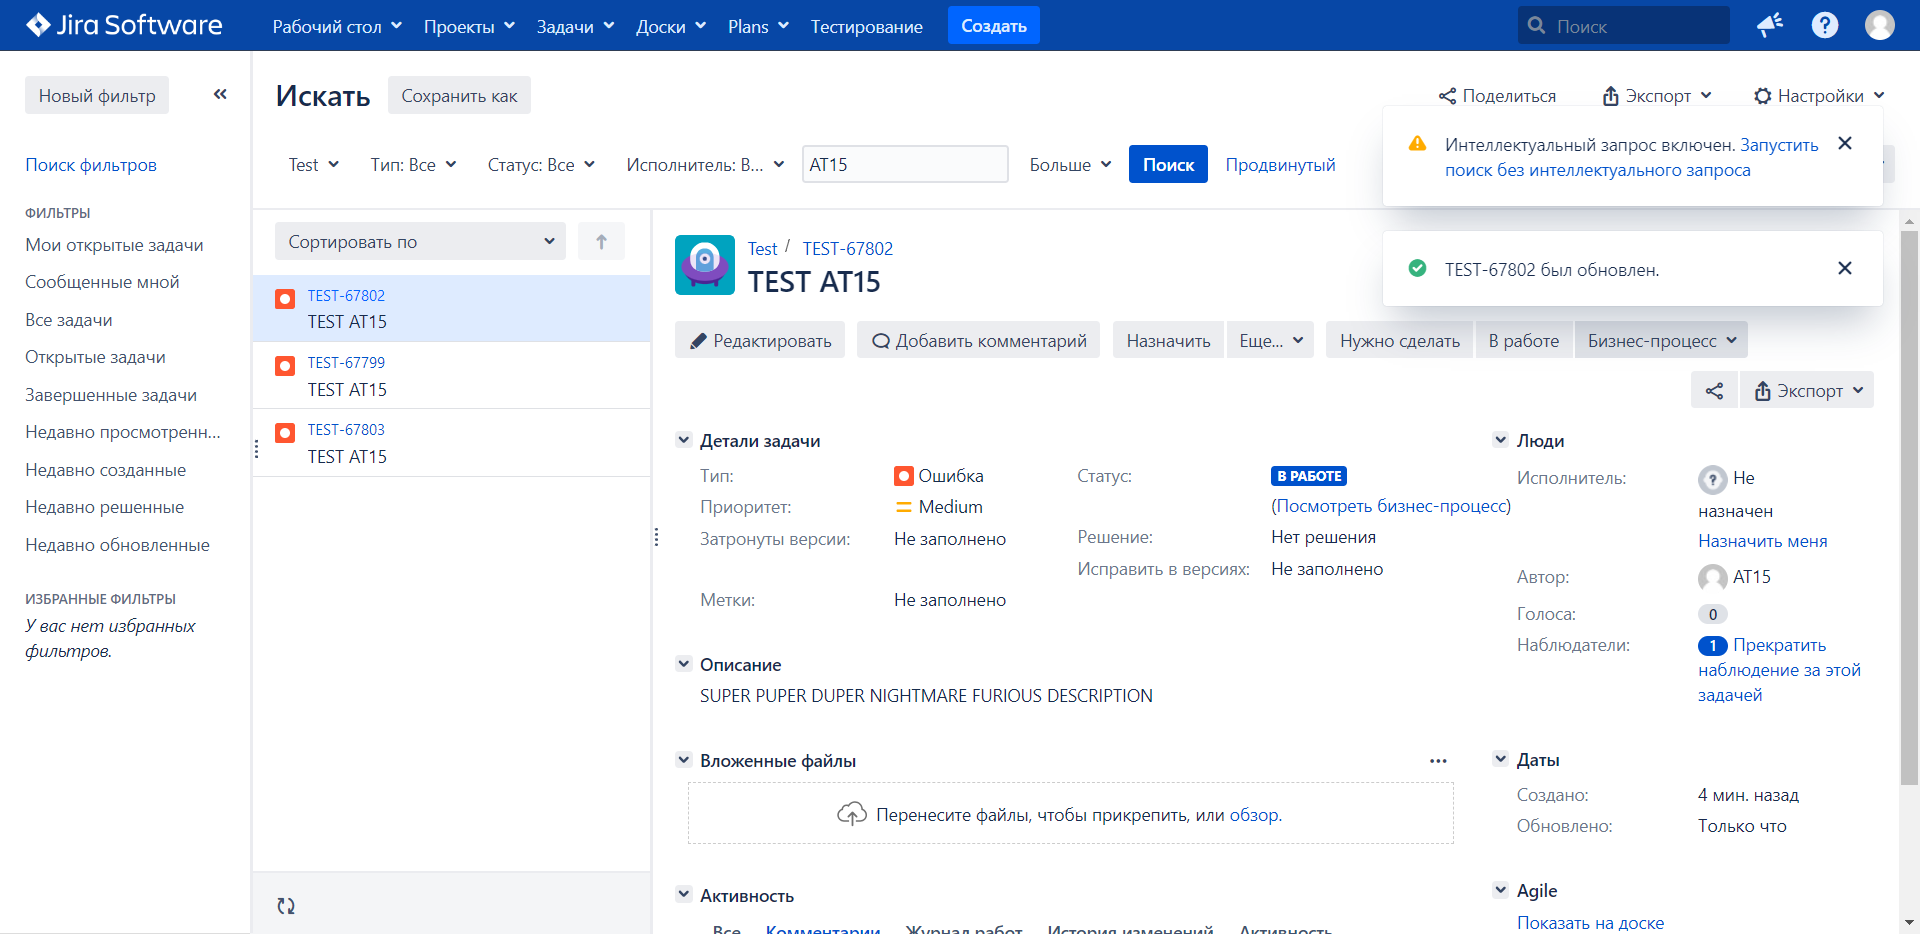 Jira Software
Рабочий стол
Проекты
Задачи
Доски
Plans
Тестирование
Создать
Поиск
Новый фильтр
Поиск фильтров
ФИЛЬТРЫ
Мои открытые задачи
Сообщенные мной
Все задачи
Открытые задачи
Завершенные задачи
Недавно просмотренн...
Недавно созданные
Недавно решенные
Недавно обновленные
ИЗБРАННЫЕ ФИЛЬТРЫ
У вас нет избранных
фильтров.
Искать
Сохранить как
Поделиться
Экспорт
Настройки
Test
Тип: Все
Статус: Все
Исполнитель: В...
AT15
Больше
Поиск
Продвинутый
Интеллектуальный запрос включен. Запустить
поиск без интеллектуального запроса
TEST-67802 был обновлен.
Сортировать по
TEST-67802
TEST AT15
TEST-67799
TEST AT15
TEST-67803
TEST AT15
Test / TEST-67802
TEST AT15
Редактировать
Добавить комментарий
Назначить
Еще...
Нужно сделать
В работе
Бизнес-процесс
Экспорт
Детали задачи
Тип: Ошибка
Приоритет: Medium
Затронуты версии: Не заполнено
Метки: Не заполнено
Статус: В РАБОТЕ
(Посмотреть бизнес-процесс)
Решение: Нет решения
Исправить в версиях: Не заполнено
Описание
SUPER PUPER DUPER NIGHTMARE FURIOUS DESCRIPTION
Вложенные файлы
Перенесите файлы, чтобы прикрепить, или обзор.
Активность
Все
Комментарии
Журнал работ
История изменений
Активность
Люди
Исполнитель: Не
назначен
Назначить меня
Автор: AT15
Голоса: 0
Наблюдатели: 1 Прекратить
наблюдение за этой
задачей
Даты
Создано: 4 мин. назад
Обновлено: Только что
Agile
Показать на доске